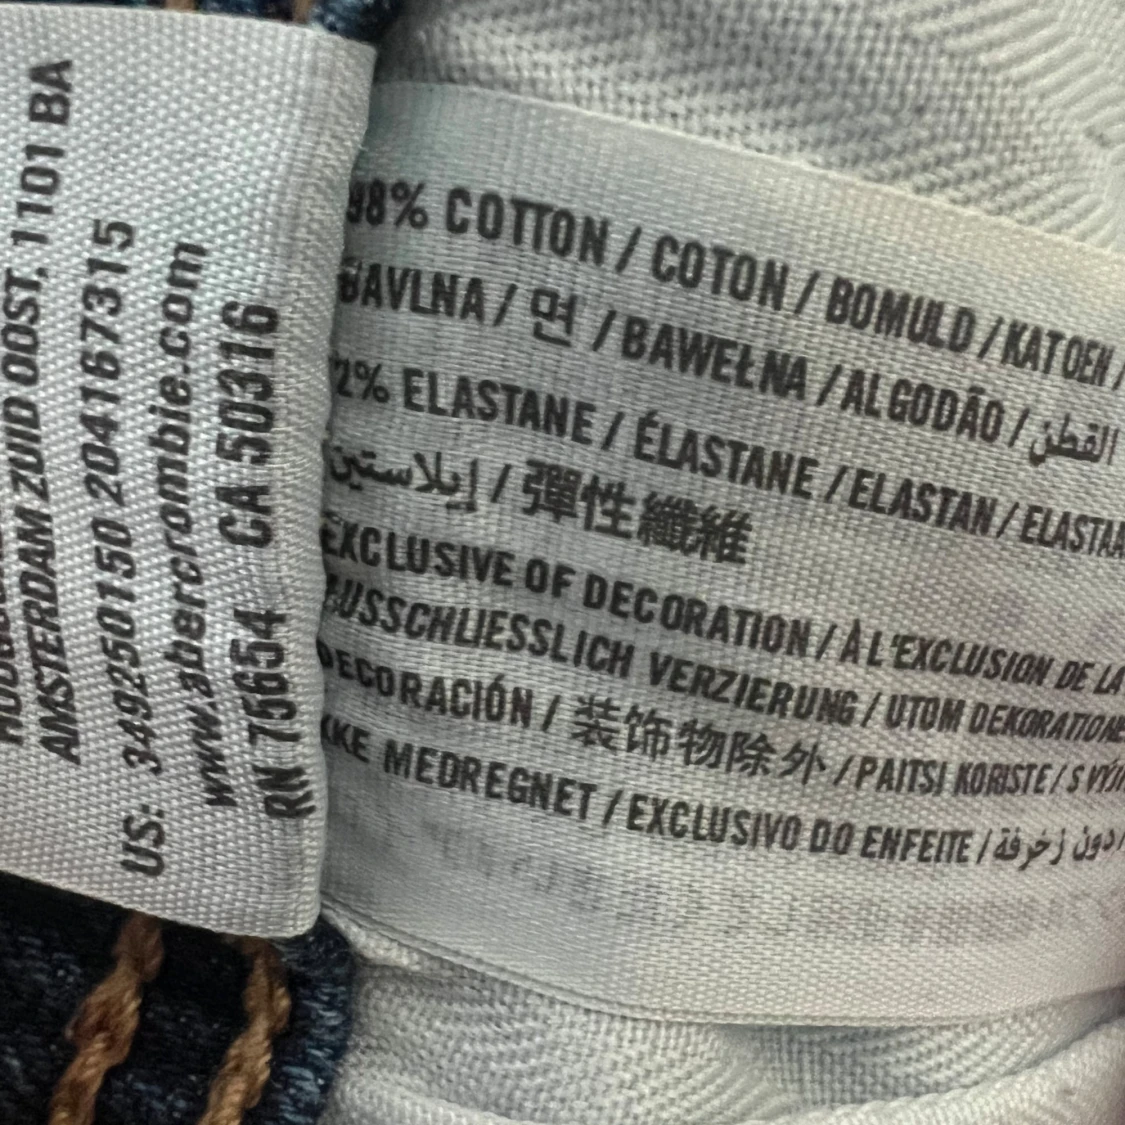 AMSTERDAM ZUID OOST, 1101 BA
US: 349250150 204167315
www.abercrombie.com
RN 75654 CA 50316
98% COTTON / COTON / BOMULD / KATOEN /
BAVLNA / 면 / BAWEŁNA / ALGODÃO / القطن
2% ELASTANE / ÉLASTANE / ELASTAN / ELASTAA
إيلاستين / 彈性纖維
EXCLUSIVE OF DECORATION / À L'EXCLUSION DE LA
AUSSCHLIESSLICH VERZIERUNG / UTOM DEKORATIONE
DECORACIÓN / 装饰物除外 / PAITSI KORISTE / S VÝJI
KKE MEDREGNET / EXCLUSIVO DO ENFEITE / دون زخرفة /